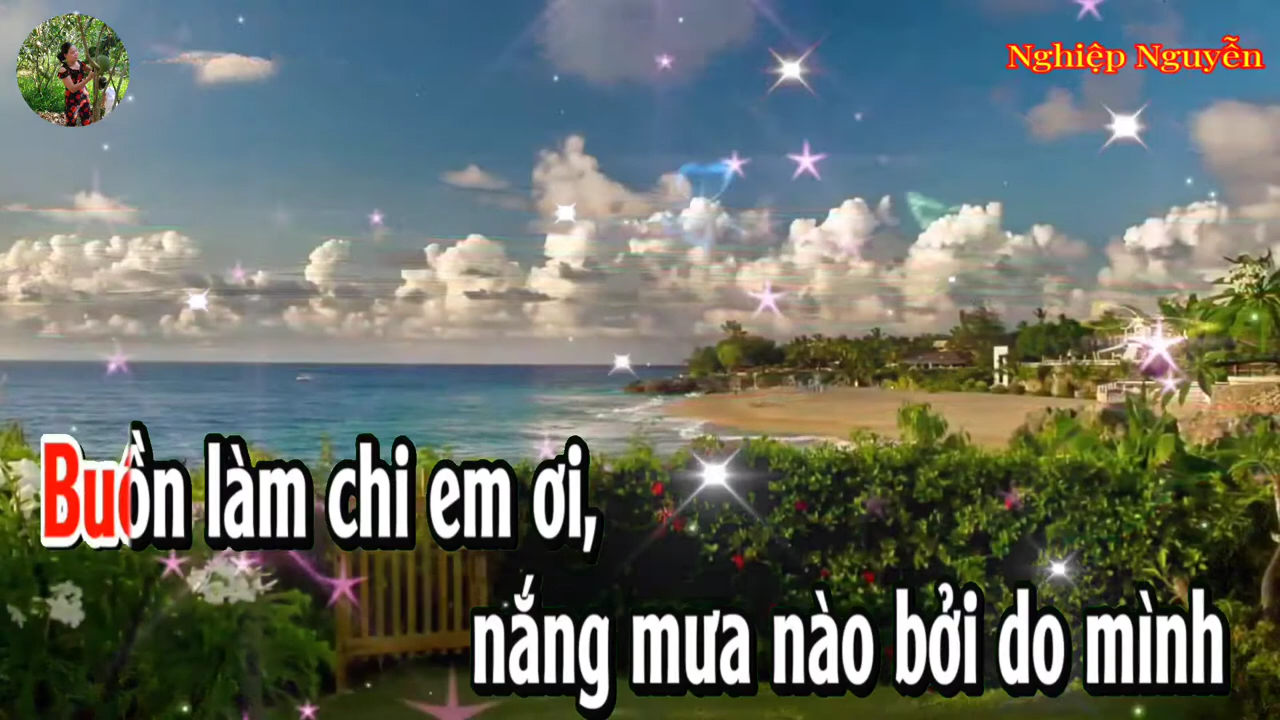 Nghiệp Nguyễn
Buồn làm chi em ơi,
nắng mưa nào bởi do mình